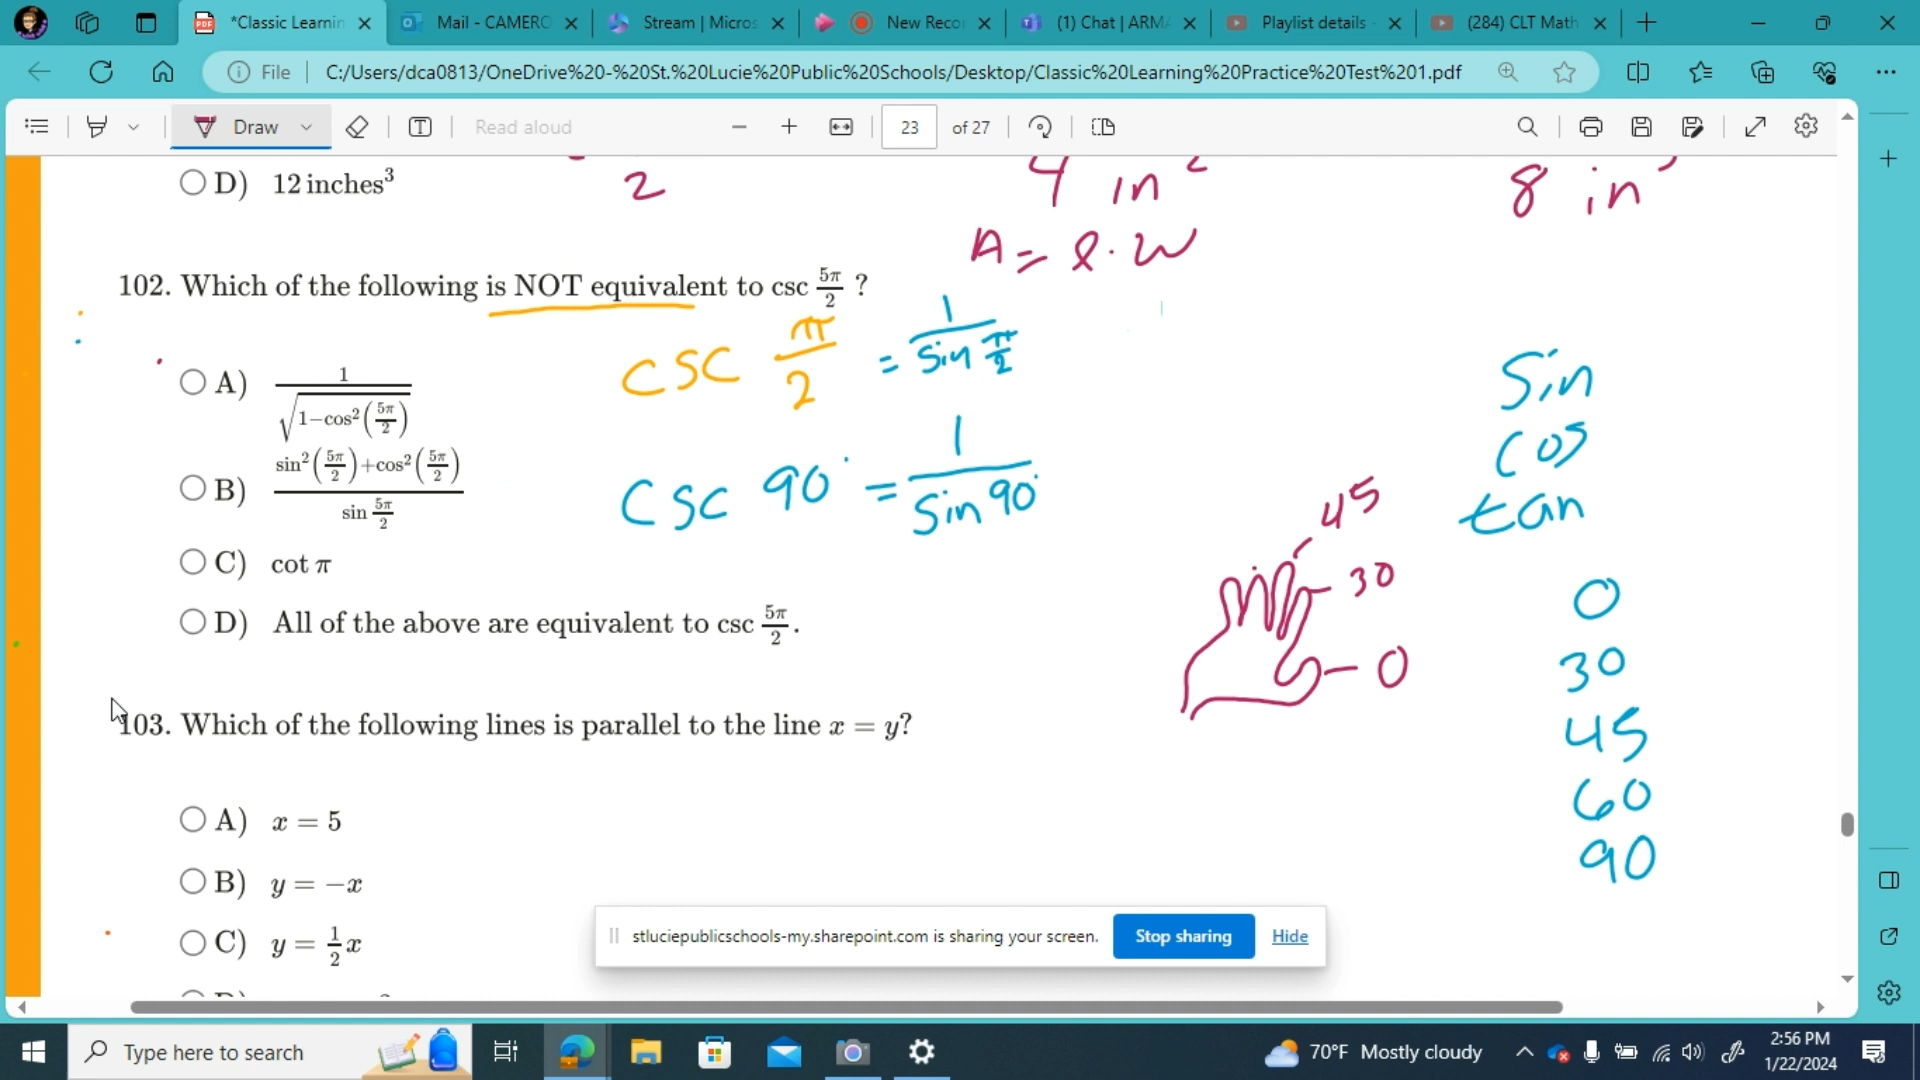 *Classic Learnin
Mail - CAMERO
Stream | Micros
New Recor
(1) Chat | ARMA
Playlist details
(284) CLT Math
File
C:/Users/dca0813/OneDrive%20-%20St.%20Lucie%20Public%20Schools/Desktop/Classic%20Learning%20Practice%20Test%201.pdf
Draw
Read aloud
23
of 27
D) 12 inches³
2
4 in²
8 in³
A = l · w
102. Which of the following is NOT equivalent to csc 5π/2 ?
csc π/2 = 1/sin π/2
A) 1/√(1−cos²(5π/2))
B) (sin²(5π/2)+cos²(5π/2))/sin 5π/2
csc 90° = 1/sin 90°
C) cot π
D) All of the above are equivalent to csc 5π/2.
sin
cos
tan
45
30
0
0
30
45
60
90
103. Which of the following lines is parallel to the line x = y?
A) x = 5
B) y = −x
C) y = 1/2 x
stluciepublicschools-my.sharepoint.com is sharing your screen.
Stop sharing
Hide
Type here to search
70°F Mostly cloudy
2:56 PM
1/22/2024